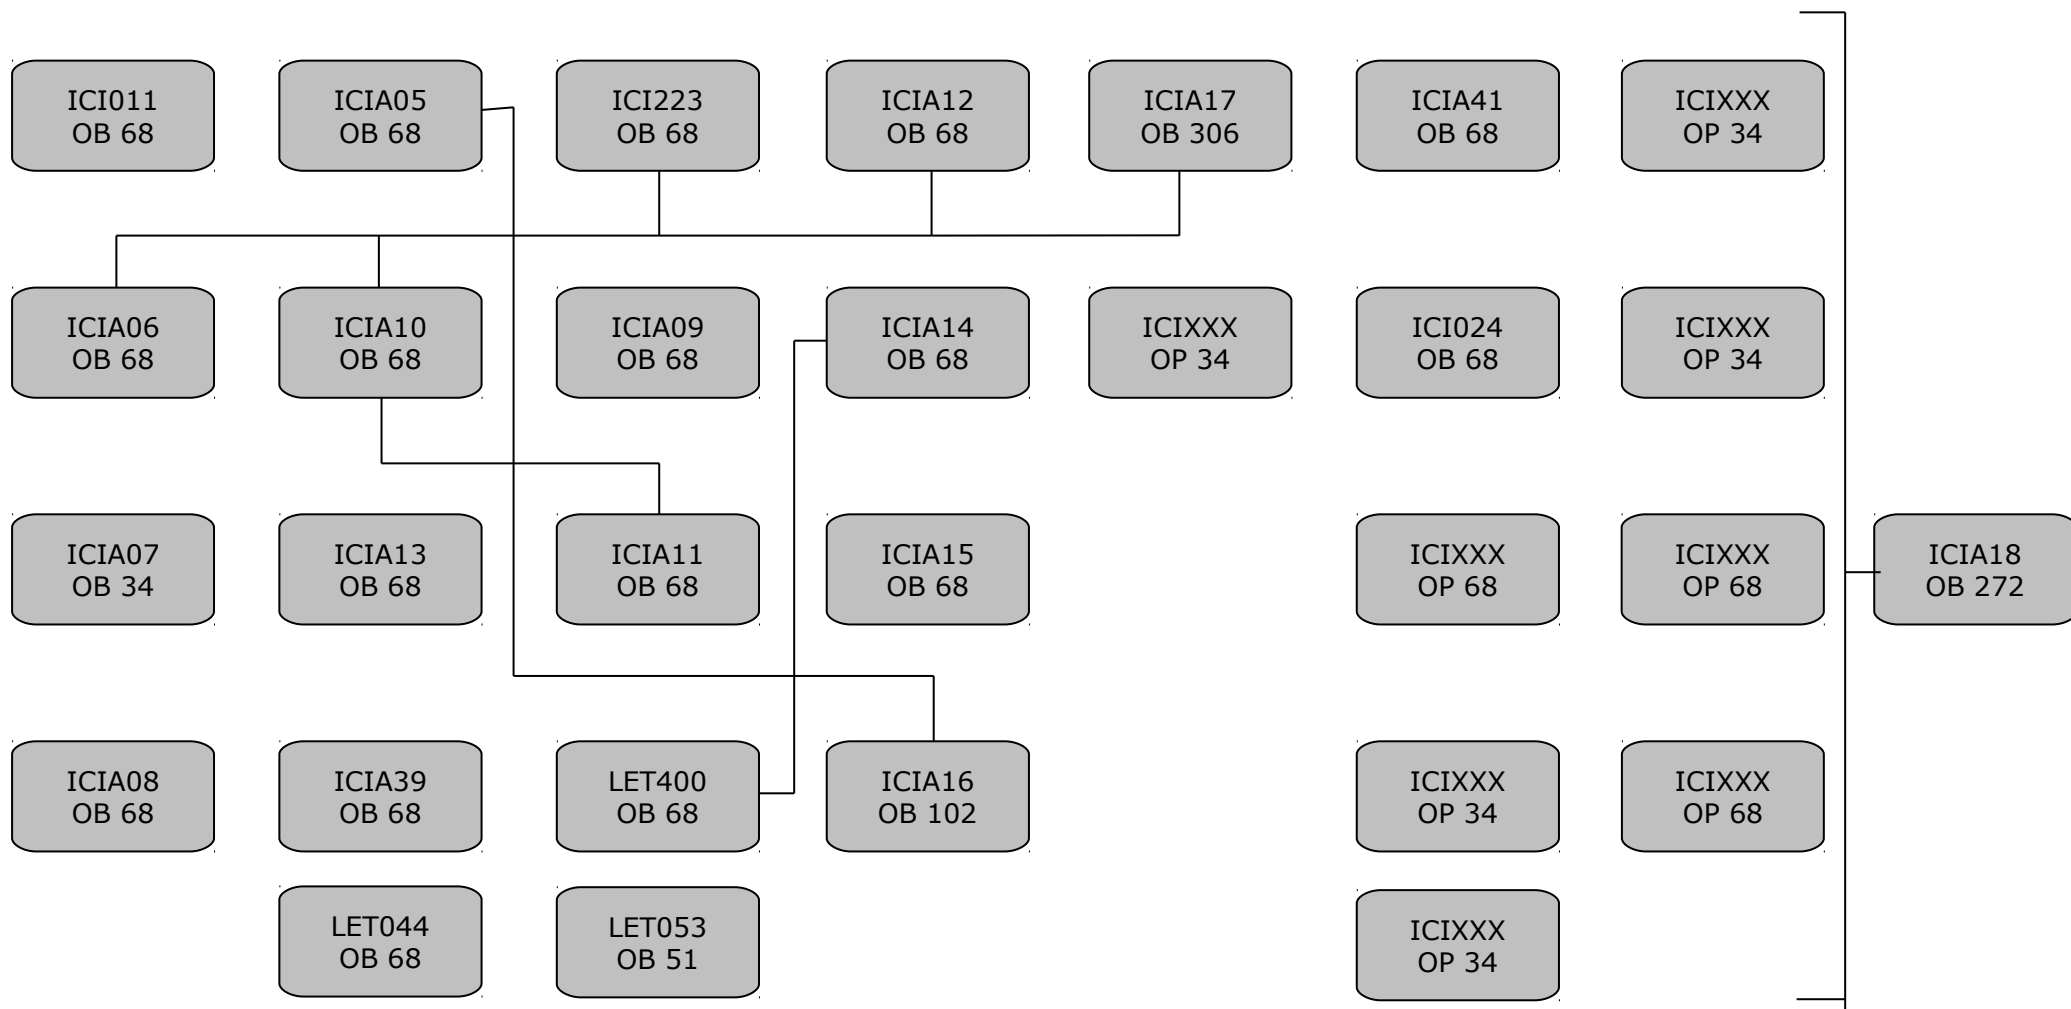 ICI011
OB 68
ICIA05
OB 68
ICI223
OB 68
ICIA12
OB 68
ICIA17
OB 306
ICIA41
OB 68
ICIXXX
OP 34
ICIA06
OB 68
ICIA10
OB 68
ICIA09
OB 68
ICIA14
OB 68
ICIXXX
OP 34
ICI024
OB 68
ICIXXX
OP 34
ICIA07
OB 34
ICIA13
OB 68
ICIA11
OB 68
ICIA15
OB 68
ICIXXX
OP 68
ICIXXX
OP 68
ICIA18
OB 272
ICIA08
OB 68
ICIA39
OB 68
LET400
OB 68
ICIA16
OB 102
ICIXXX
OP 34
ICIXXX
OP 68
LET044
OB 68
LET053
OB 51
ICIXXX
OP 34